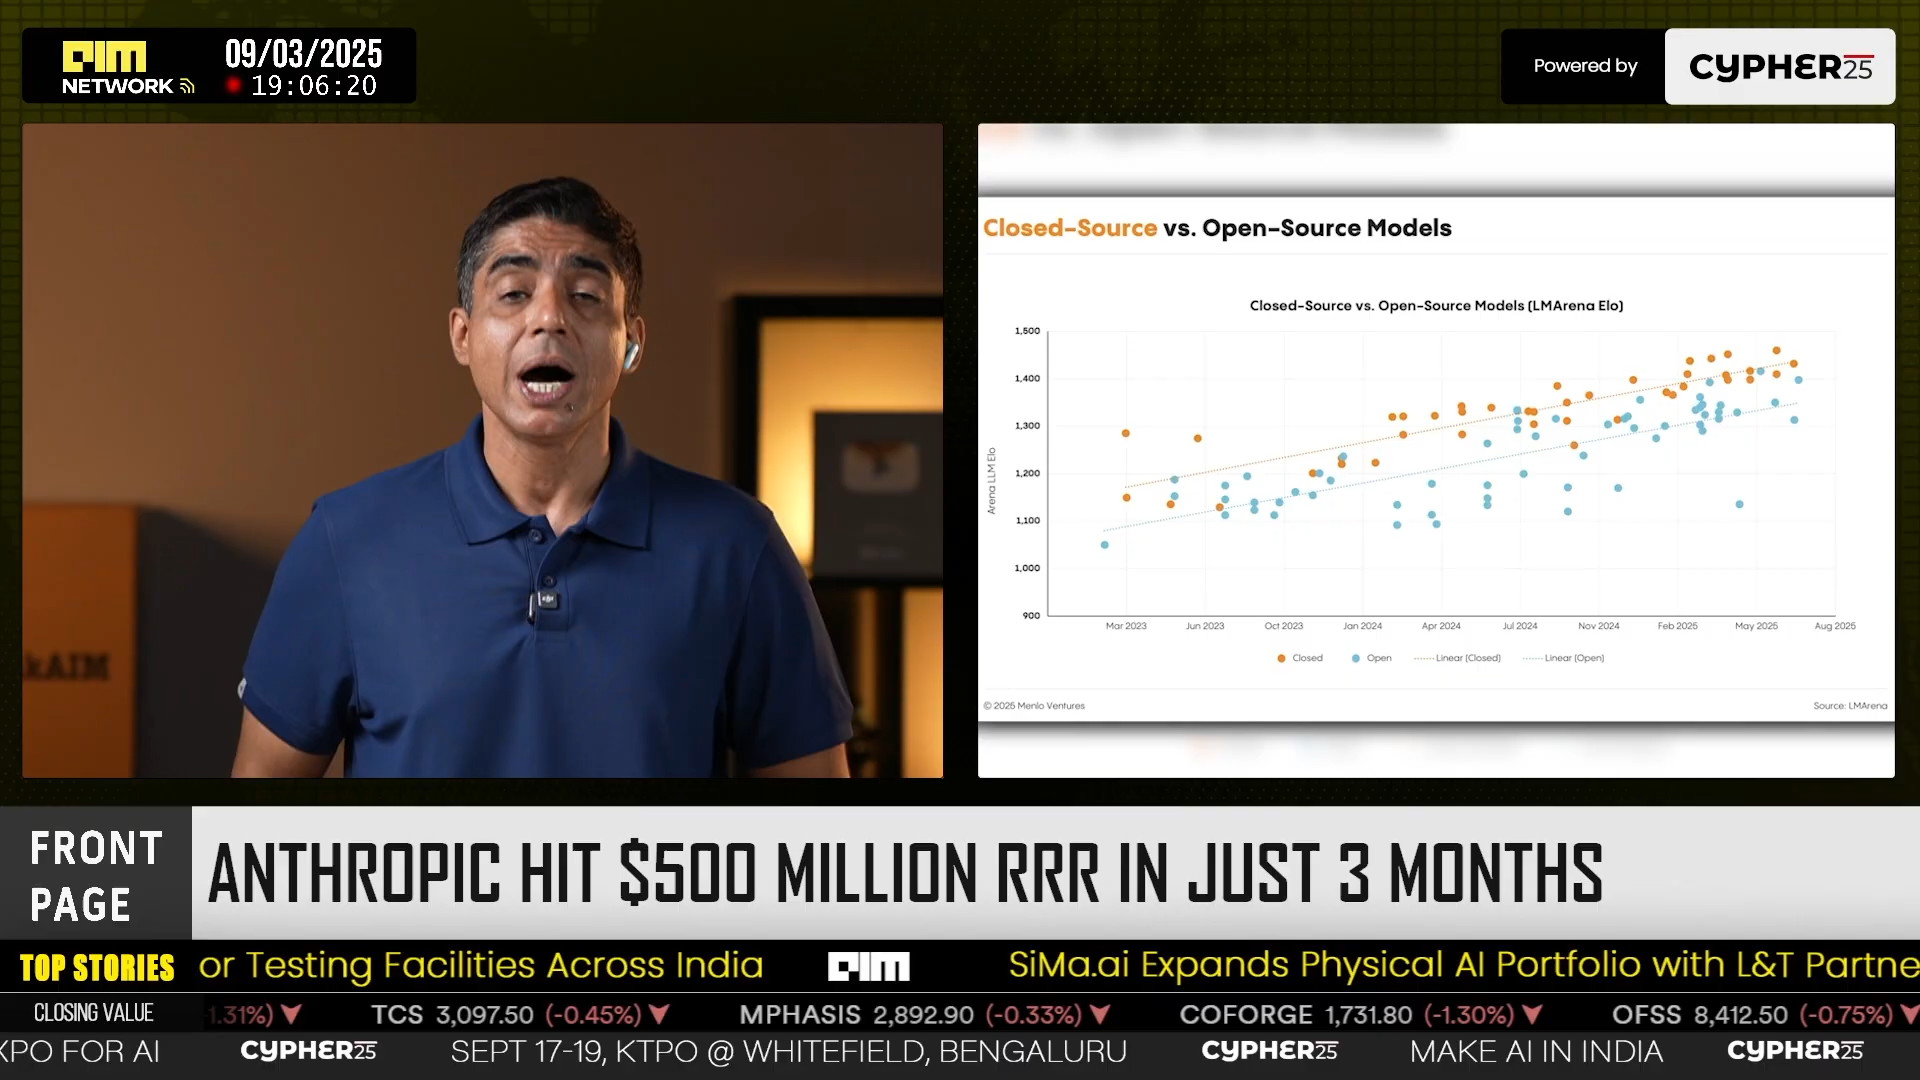 AIM
NETWORK
09/03/2025
19:06:20
Powered by
CYPHER25
Closed-Source vs. Open-Source Models
Closed-Source vs. Open-Source Models (LMArena Elo)
Arena LLM Elo
1,500
1,400
1,300
1,200
1,100
1,000
900
Mar 2023 Jun 2023 Oct 2023 Jan 2024 Apr 2024 Jul 2024 Nov 2024 Feb 2025 May 2025 Aug 2025
Closed Open Linear (Closed) Linear (Open)
© 2025 Menlo Ventures Source: LMArena
kAIM
FRONT
PAGE
ANTHROPIC HIT $500 MILLION RRR IN JUST 3 MONTHS
TOP STORIES or Testing Facilities Across India AIM SiMa.ai Expands Physical AI Portfolio with L&T Partne
CLOSING VALUE 1.31%) TCS 3,097.50 (-0.45%) MPHASIS 2,892.90 (-0.33%) COFORGE 1,731.80 (-1.30%) OFSS 8,412.50 (-0.75%)
XPO FOR AI CYPHER25 SEPT 17-19, KTPO @ WHITEFIELD, BENGALURU CYPHER25 MAKE AI IN INDIA CYPHER25